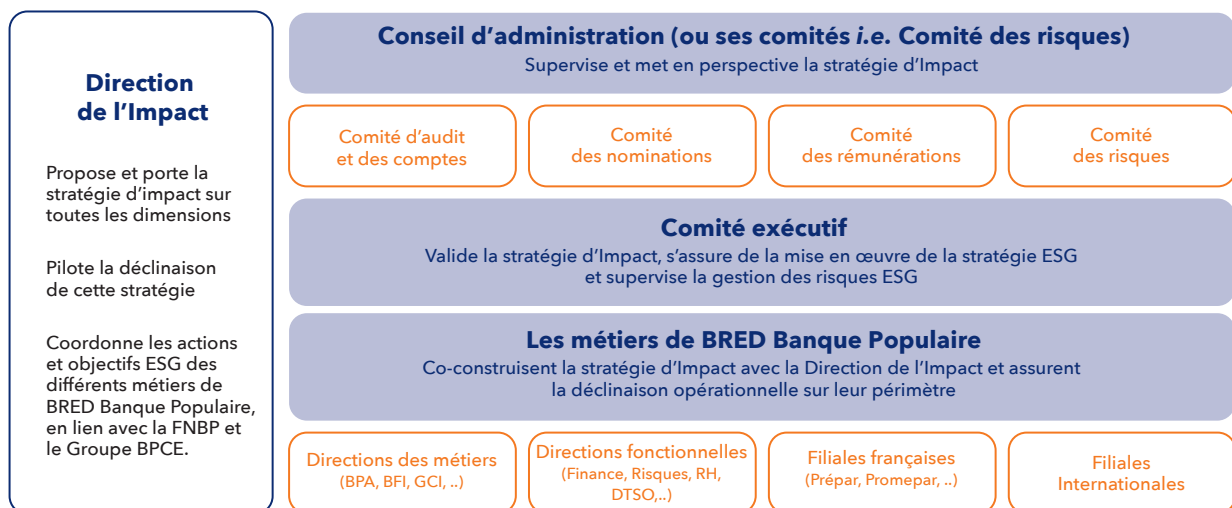 Direction
de l'Impact
Propose et porte la
stratégie d'impact sur
toutes les dimensions
Pilote la déclinaison
de cette stratégie
Coordonne les actions
et objectifs ESG des
différents métiers de
BRED Banque Populaire,
en lien avec la FNBP et
le Groupe BPCE.
Conseil d'administration (ou ses comités i.e. Comité des risques)
Supervise et met en perspective la stratégie d'Impact
Comité d'audit
et des comptes
Comité
des nominations
Comité
des rémunérations
Comité
des risques
Comité exécutif
Valide la stratégie d'Impact, s'assure de la mise en œuvre de la stratégie ESG
et supervise la gestion des risques ESG
Les métiers de BRED Banque Populaire
Co-construisent la stratégie d'Impact avec la Direction de l'Impact et assurent
la déclinaison opérationnelle sur leur périmètre
Directions des métiers
(BPA, BFI, GCI, ..)
Directions fonctionnelles
(Finance, Risques, RH,
DTSO,..)
Filiales françaises
(Prépar, Promepar, ..)
Filiales
Internationales